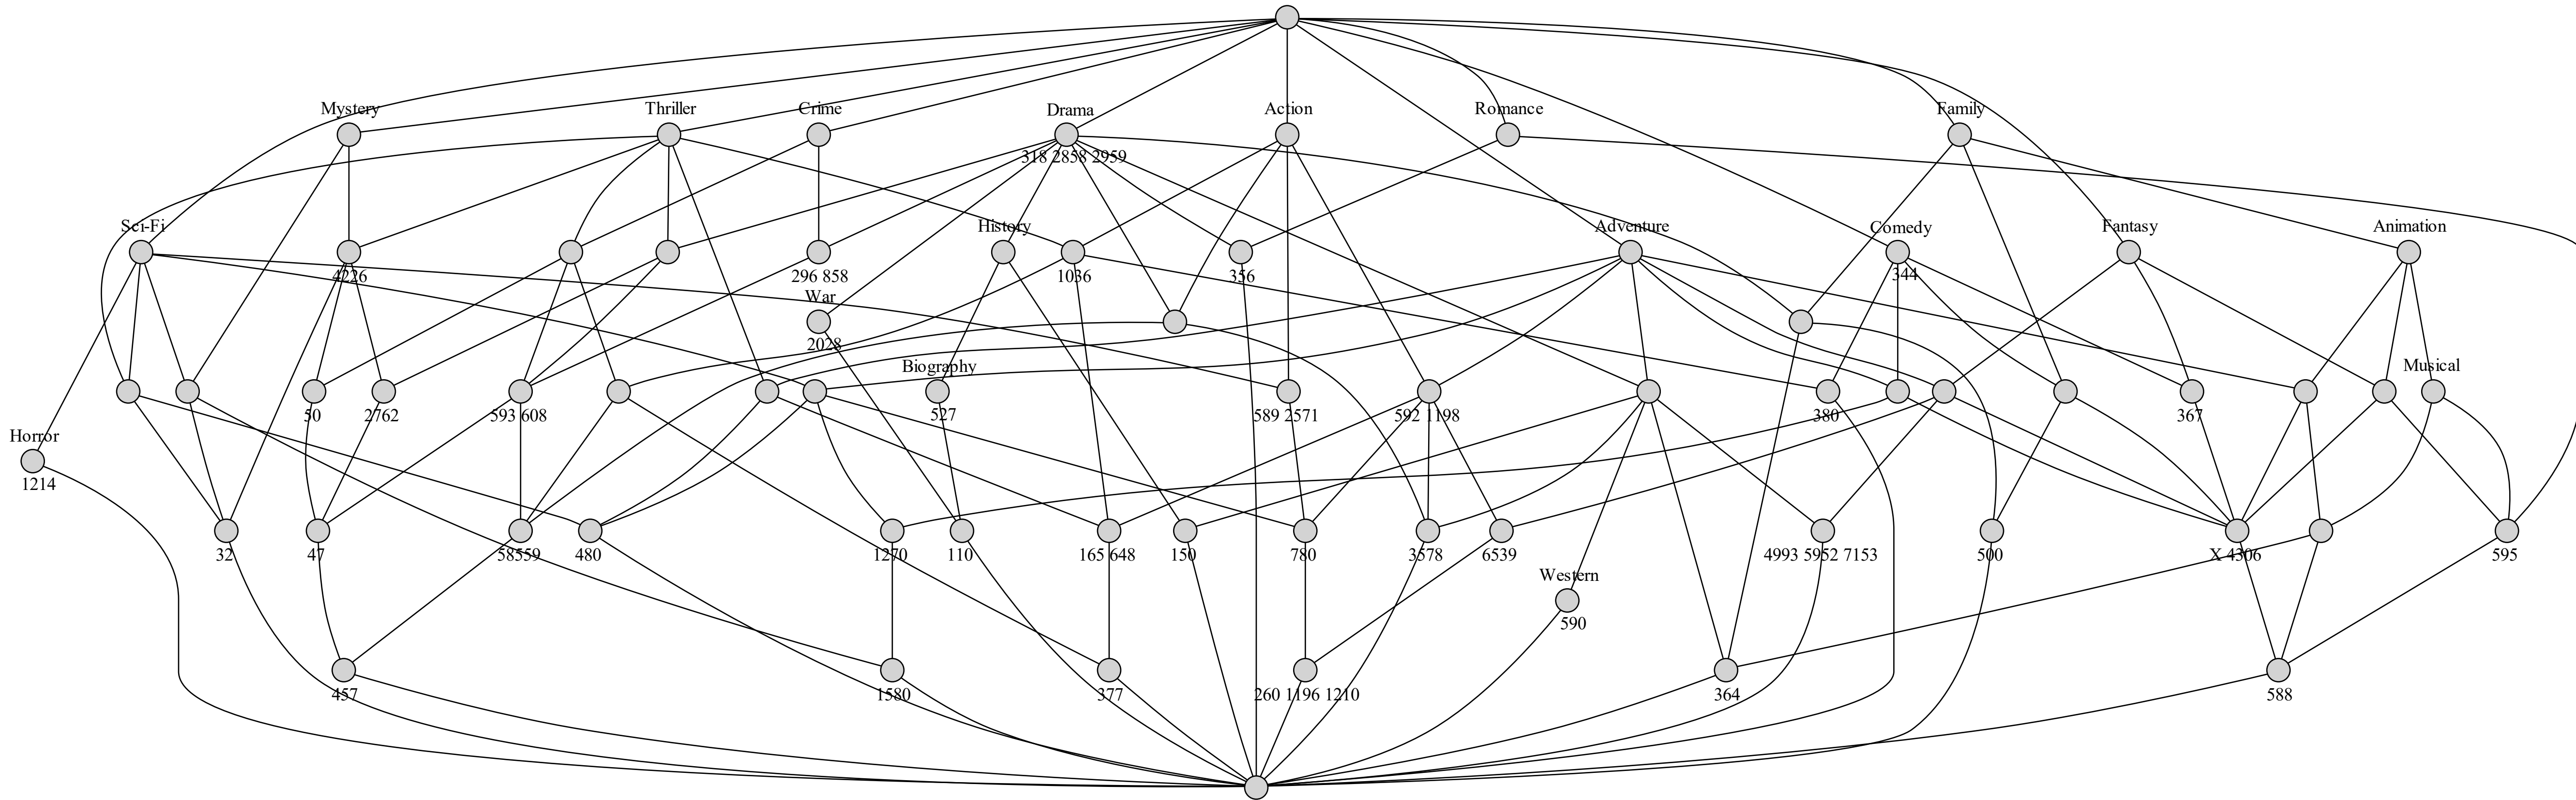 Mystery
Thriller
Crime
Drama
Action
Romance
Family
318 2858 2959
Sci-Fi
History
Adventure
Comedy
Fantasy
Animation
4226
296 858
1036
356
344
War
2028
Biography
Musical
50
2762
593 608
527
589 2571
592 1198
380
367
Horror
1214
32
47
58559
480
1270
110
165 648
150
780
3578
6539
4993 5952 7153
500
X 4306
595
Western
590
457
1580
377
260 1196 1210
364
588